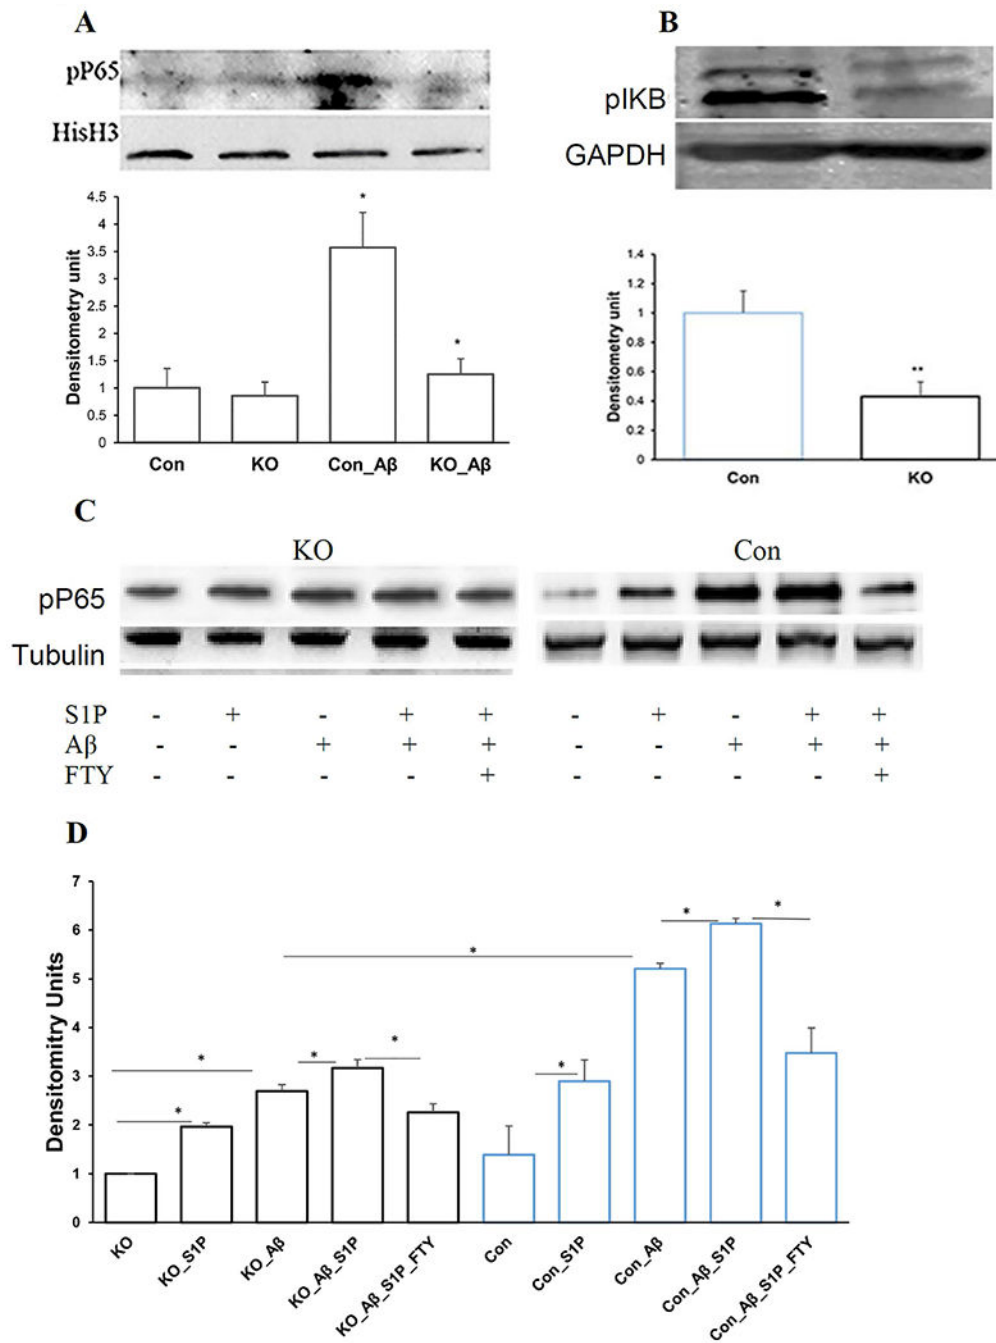 A
pP65
HisH3
4.5
4
3.5
3
2.5
2
1.5
1
0.5
0
Densitometry unit
*
*
Con KO Con_Aβ KO_Aβ
B
pIKB
GAPDH
1.4
1.2
1
0.8
0.6
0.4
0.2
0
Densitometry unit
**
Con KO
C
KO Con
pP65
Tubulin
S1P - + - + + - + - + +
Aβ - - + + + - - + + +
FTY - - - - + - - - - +
D
7
6
5
4
3
2
1
0
Densitomitry Units
* * * * * * * *
KO KO_S1P KO_Aβ KO_Aβ_S1P KO_Aβ_S1P_FTY Con Con_S1P Con_Aβ Con_Aβ_S1P Con_Aβ_S1P_FTY